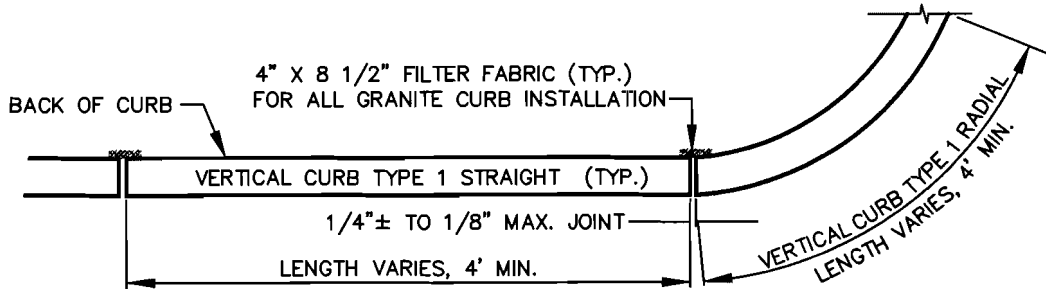 4" X 8 1/2" FILTER FABRIC (TYP.)
FOR ALL GRANITE CURB INSTALLATION
BACK OF CURB
VERTICAL CURB TYPE 1 STRAIGHT (TYP.)
1/4"± TO 1/8" MAX. JOINT
LENGTH VARIES, 4' MIN.
VERTICAL CURB TYPE 1 RADIAL
LENGTH VARIES, 4' MIN.